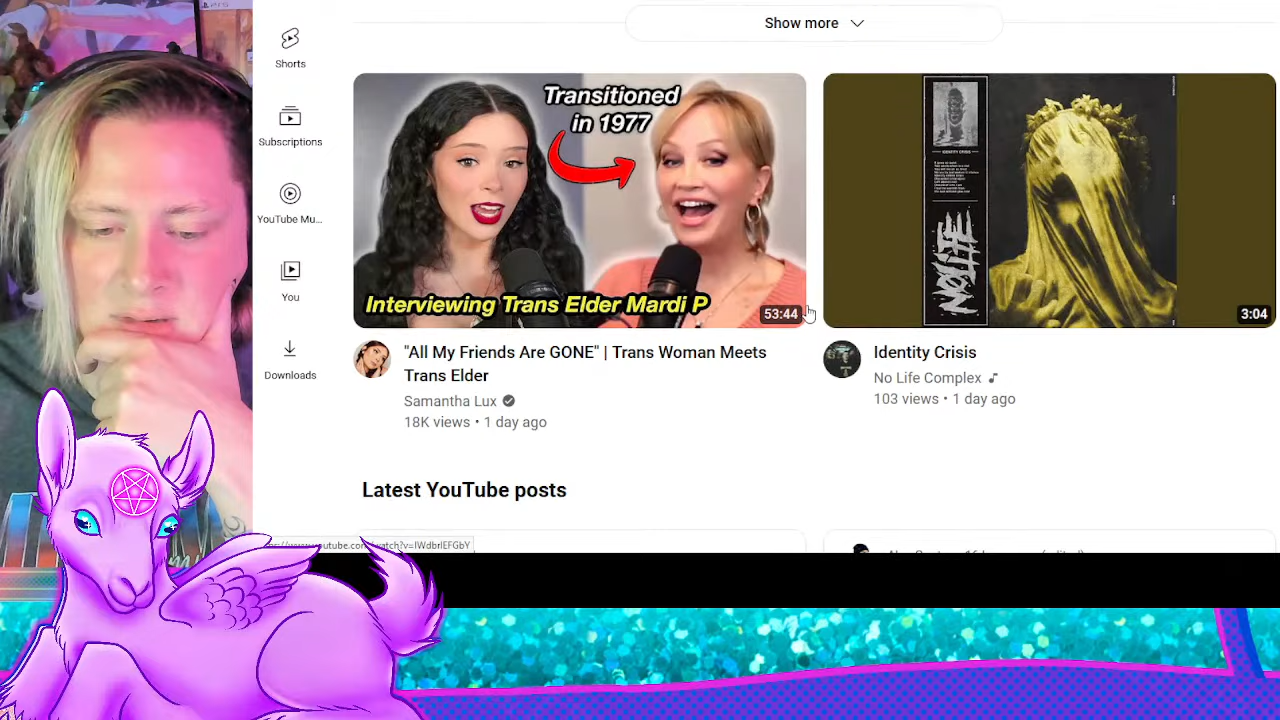 Show more
Shorts
Subscriptions
YouTube Mu...
You
Downloads
Transitioned
in 1977
Interviewing Trans Elder Mardi P
53:44
IDENTITY CRISIS
NOLIFE
3:04
"All My Friends Are GONE" | Trans Woman Meets
Trans Elder
Samantha Lux
18K views • 1 day ago
Identity Crisis
No Life Complex
103 views • 1 day ago
Latest YouTube posts